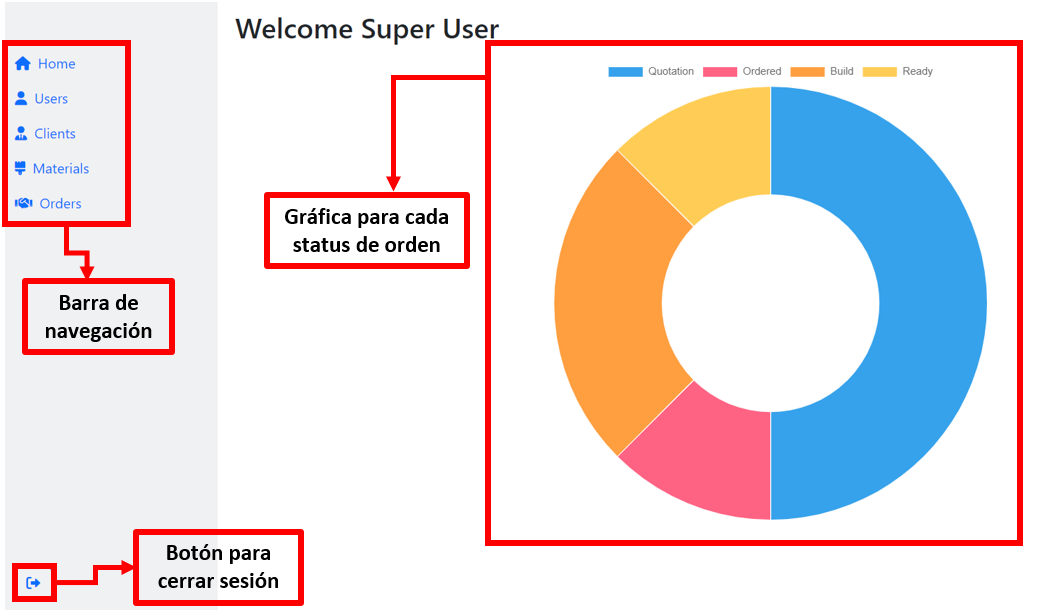 Welcome Super User
Home
Users
Clients
Materials
Orders
Quotation Ordered Build Ready
Gráfica para cada
status de orden
Barra de
navegación
Botón para
cerrar sesión